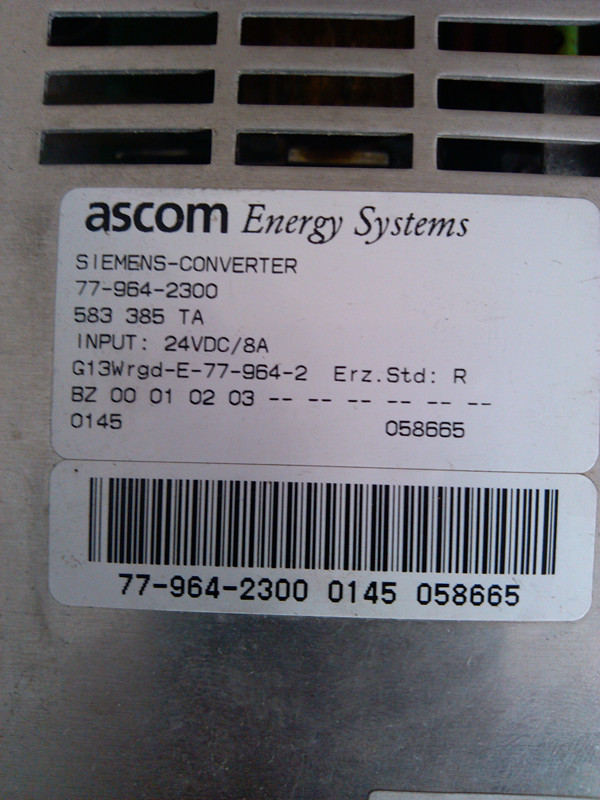 ascom Energy Systems
SIEMENS-CONVERTER
77-964-2300
583 385 TA
INPUT: 24VDC/8A
G13Wrgd-E-77-964-2 Erz.Std: R
BZ 00 01 02 03 -- -- -- -- -- --
0145 058665
77-964-2300 0145 058665